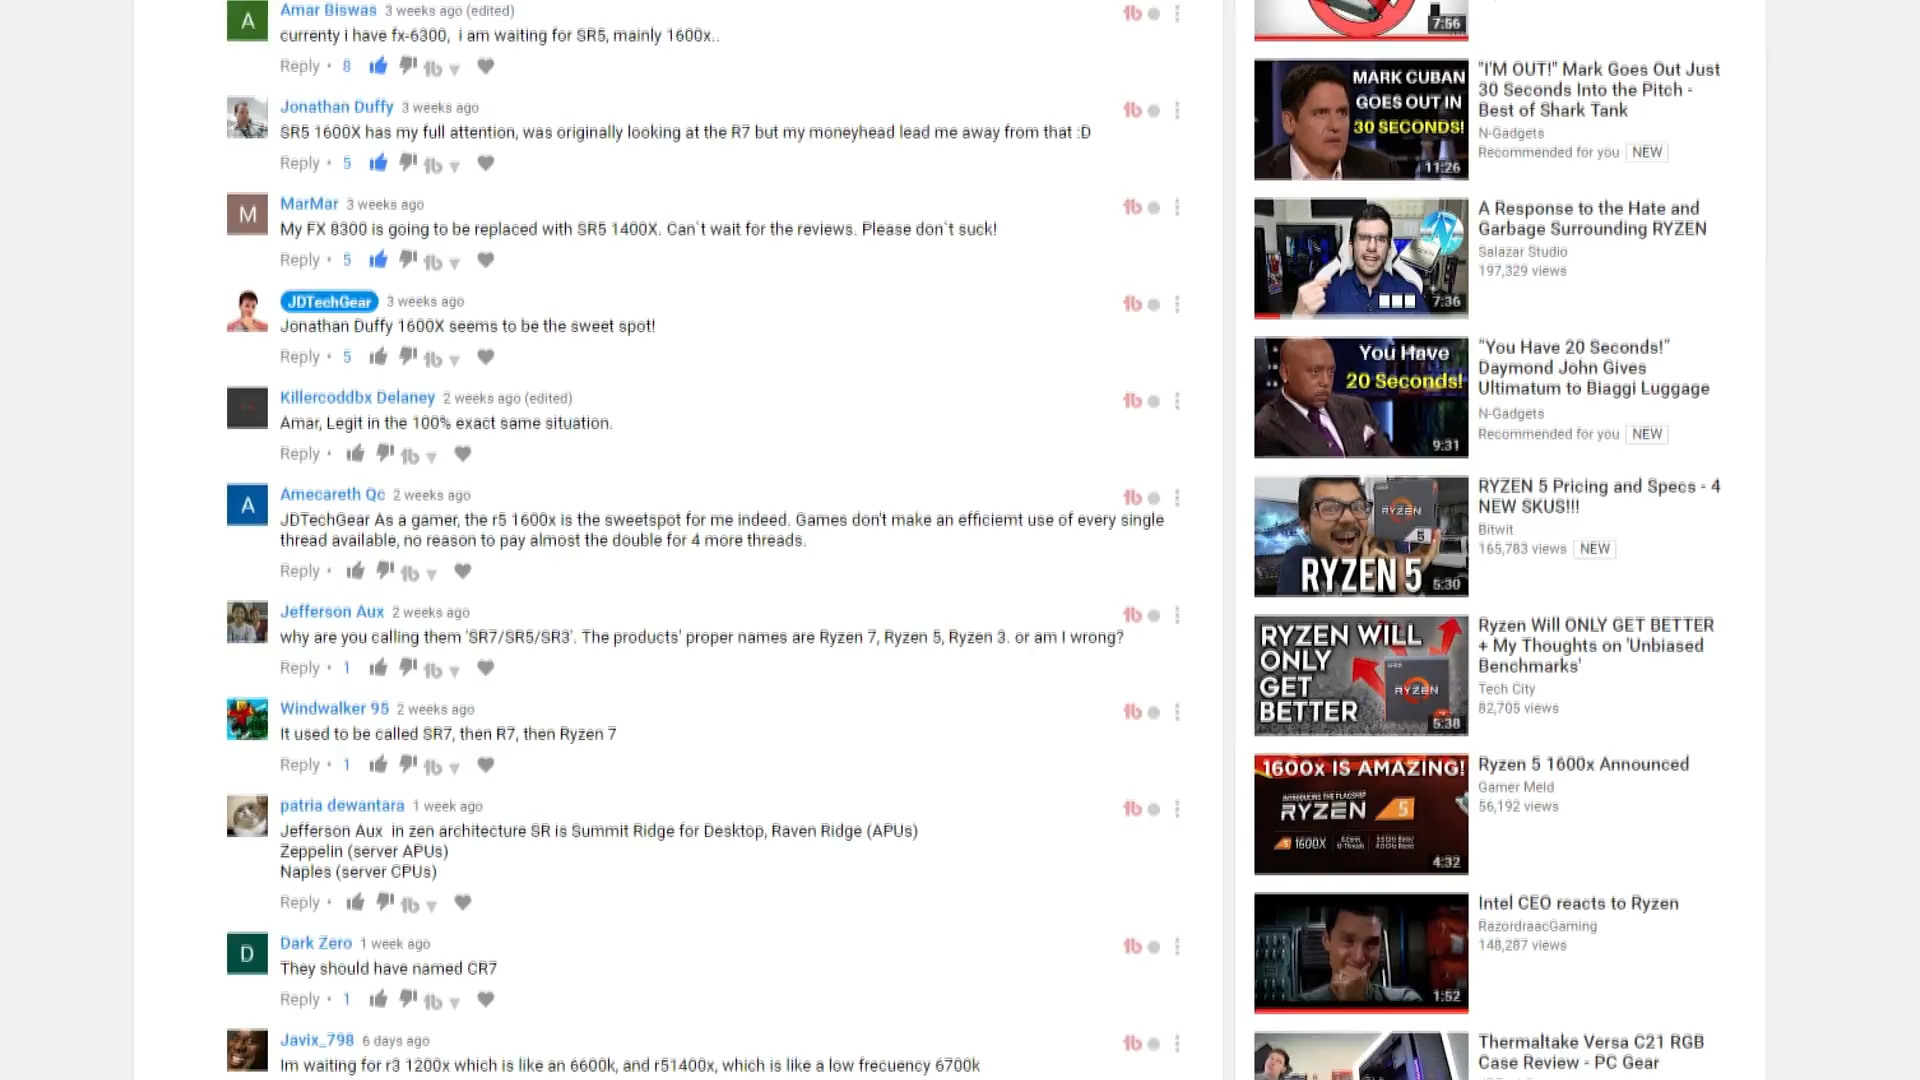 A
Amar Biswas 3 weeks ago (edited)
currenty i have fx-6300, i am waiting for SR5, mainly 1600x..
Reply • 8
Jonathan Duffy 3 weeks ago
SR5 1600X has my full attention, was originally looking at the R7 but my moneyhead lead me away from that :D
Reply • 5
M
MarMar 3 weeks ago
My FX 8300 is going to be replaced with SR5 1400X. Can`t wait for the reviews. Please don`t suck!
Reply • 5
JDTechGear 3 weeks ago
Jonathan Duffy 1600X seems to be the sweet spot!
Reply • 5
Killercoddbx Delaney 2 weeks ago (edited)
Amar, Legit in the 100% exact same situation.
Reply •
A
Amecareth Qc 2 weeks ago
JDTechGear As a gamer, the r5 1600x is the sweetspot for me indeed. Games don't make an efficiemt use of every single
thread available, no reason to pay almost the double for 4 more threads.
Reply •
Jefferson Aux 2 weeks ago
why are you calling them 'SR7/SR5/SR3'. The products' proper names are Ryzen 7, Ryzen 5, Ryzen 3. or am I wrong?
Reply • 1
Windwalker 95 2 weeks ago
It used to be called SR7, then R7, then Ryzen 7
Reply • 1
patria dewantara 1 week ago
Jefferson Aux in zen architecture SR is Summit Ridge for Desktop, Raven Ridge (APUs)
Zeppelin (server APUs)
Naples (server CPUs)
Reply •
D
Dark Zero 1 week ago
They should have named CR7
Reply • 1
Javix_798 6 days ago
Im waiting for r3 1200x which is like an 6600k, and r51400x, which is like a low frecuency 6700k
7:56
MARK CUBAN
GOES OUT IN
30 SECONDS!
11:26
"I'M OUT!" Mark Goes Out Just
30 Seconds Into the Pitch -
Best of Shark Tank
N-Gadgets
Recommended for you NEW
7:36
A Response to the Hate and
Garbage Surrounding RYZEN
Salazar Studio
197,329 views
You Have
20 Seconds!
9:31
"You Have 20 Seconds!"
Daymond John Gives
Ultimatum to Biaggi Luggage
N-Gadgets
Recommended for you NEW
RYZEN
5
RYZEN 5
5:30
RYZEN 5 Pricing and Specs - 4
NEW SKUS!!!
Bitwit
165,783 views NEW
RYZEN WILL
ONLY
GET
BETTER
RYZEN
5:38
Ryzen Will ONLY GET BETTER
+ My Thoughts on 'Unbiased
Benchmarks'
Tech City
82,705 views
1600x IS AMAZING!
INTRODUCING THE FLAGSHIP
RYZEN 5
5 1600X
4:32
Ryzen 5 1600x Announced
Gamer Meld
56,192 views
1:52
Intel CEO reacts to Ryzen
RazordraacGaming
148,287 views
Thermaltake Versa C21 RGB
Case Review - PC Gear